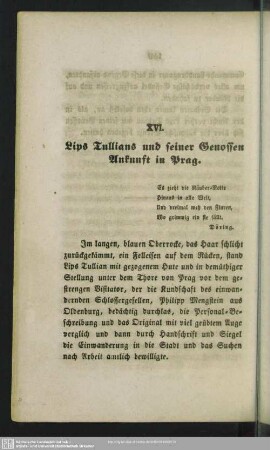 XVI.
Lips Tullians und seiner Genossen
Ankunft in Prag.
Es zieht die Räuber-Rotte
Hinaus in alle Welt,
Und dreimal weh den Fluren,
Wo grimmig ein sie fällt.
Döring.
Im langen, blauen Oberrocke, das Haar schlicht
zurückgekämmt, ein Felleisen auf dem Rücken, stand
Lips Tullian mit gezogenem Hute und in demüthiger
Stellung unter dem Thore von Prag vor dem ge-
strengen Visitator, der die Kundschaft des einwan-
dernden Schlossergesellen, Philipp Mengstein aus
Oldenburg, bedächtig durchlas, die Personal-Be-
schreibung und das Original mit viel geübtem Auge
verglich und dann durch Handschrift und Siegel
die Einwanderung in die Stadt und das Suchen
nach Arbeit amtlich bewilligte.